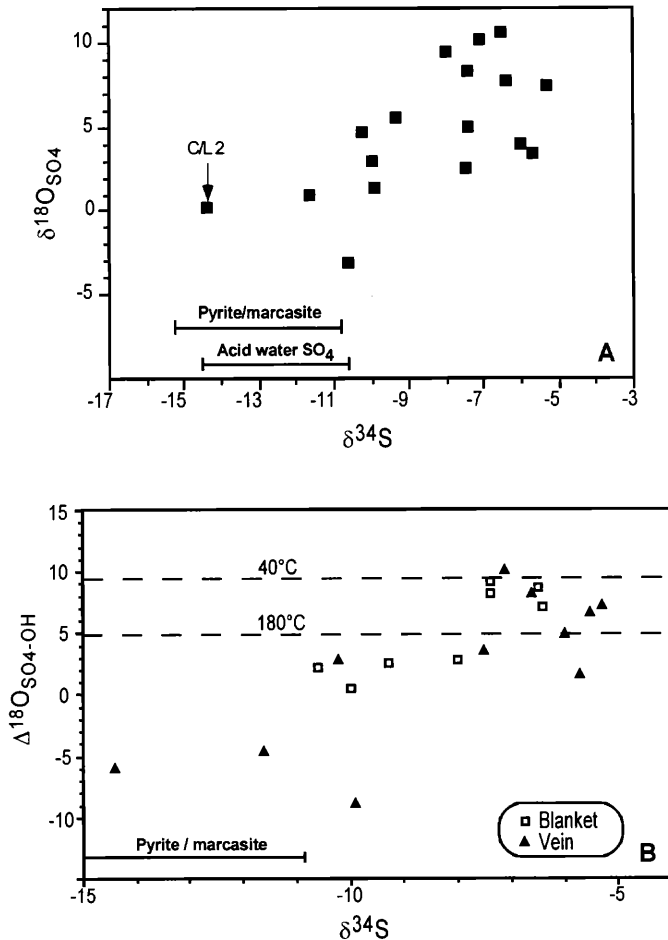 10
5
0
-5
δ18OSO4
C/L 2
Pyrite/marcasite
Acid water SO4
A
-17 -15 -13 -11 -9 -7 -5 -3
δ34S
15
10
5
0
-5
-10
Δ18OSO4-OH
40°C
180°C
Pyrite / marcasite
Blanket
Vein
B
-15 -10 -5
δ34S